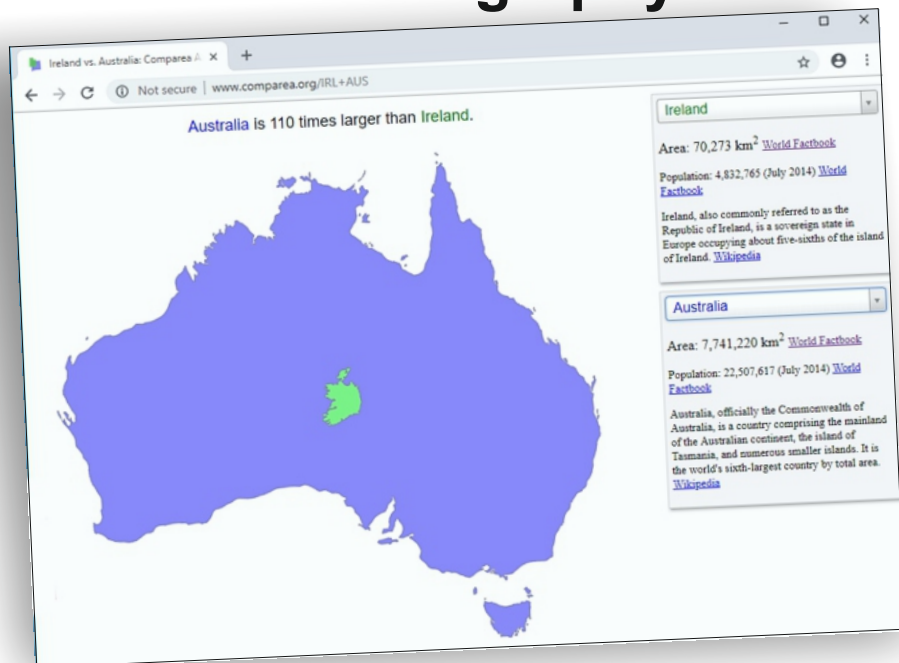 Ireland vs. Australia: Comparea A
Not secure | www.comparea.org/IRL+AUS
Australia is 110 times larger than Ireland.
Ireland
Area: 70,273 km² World Factbook
Population: 4,832,765 (July 2014) World
Factbook
Ireland, also commonly referred to as the
Republic of Ireland, is a sovereign state in
Europe occupying about five-sixths of the island
of Ireland. Wikipedia
Australia
Area: 7,741,220 km² World Factbook
Population: 22,507,617 (July 2014) World
Factbook
Australia, officially the Commonwealth of
Australia, is a country comprising the mainland
of the Australian continent, the island of
Tasmania, and numerous smaller islands. It is
the world's sixth-largest country by total area.
Wikipedia